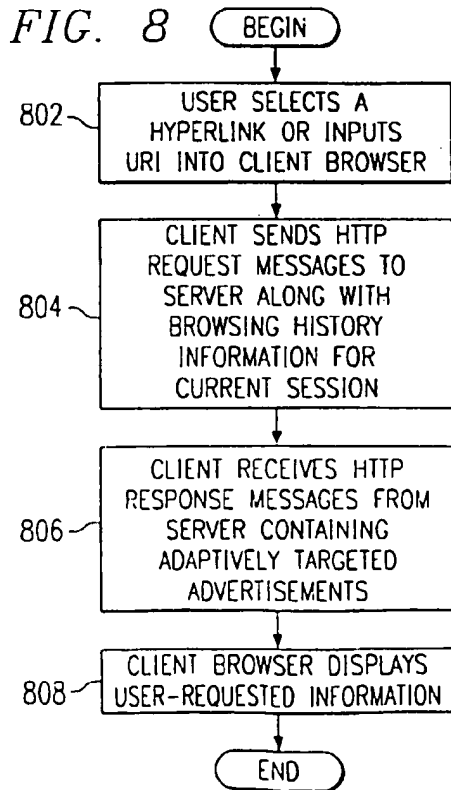 FIG. 8
BEGIN
802
USER SELECTS A
HYPERLINK OR INPUTS
URI INTO CLIENT BROWSER
804
CLIENT SENDS HTTP
REQUEST MESSAGES TO
SERVER ALONG WITH
BROWSING HISTORY
INFORMATION FOR
CURRENT SESSION
806
CLIENT RECEIVES HTTP
RESPONSE MESSAGES FROM
SERVER CONTAINING
ADAPTIVELY TARGETED
ADVERTISEMENTS
808
CLIENT BROWSER DISPLAYS
USER-REQUESTED INFORMATION
END